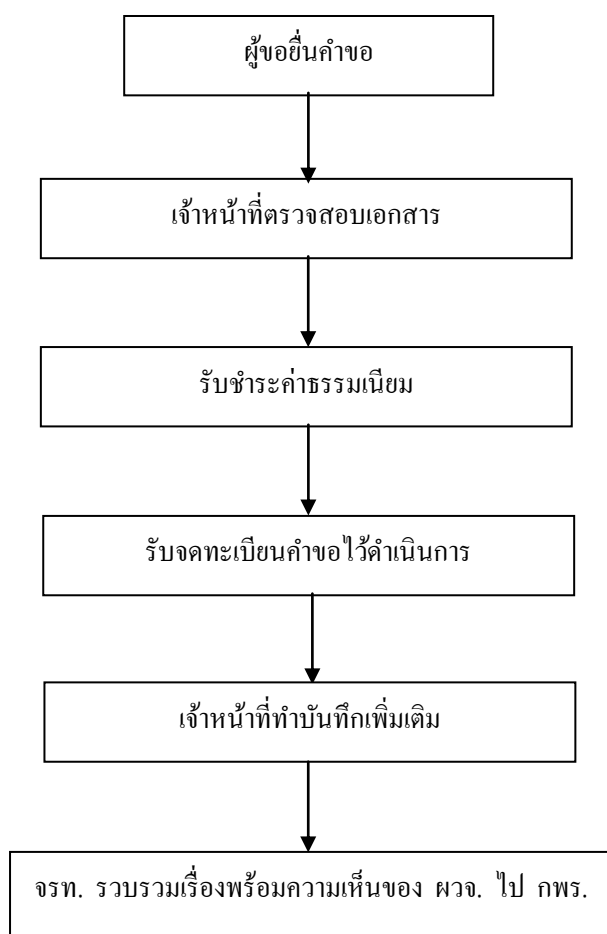 ผู้ขอยื่นคำขอ
เจ้าหน้าที่ตรวจสอบเอกสาร
รับชำระค่าธรรมเนียม
รับจดทะเบียนคำขอไว้ดำเนินการ
เจ้าหน้าที่ทำบันทึกเพิ่มเติม
จรท. รวบรวมเรื่องพร้อมความเห็นของ ผวจ. ไป กพร.